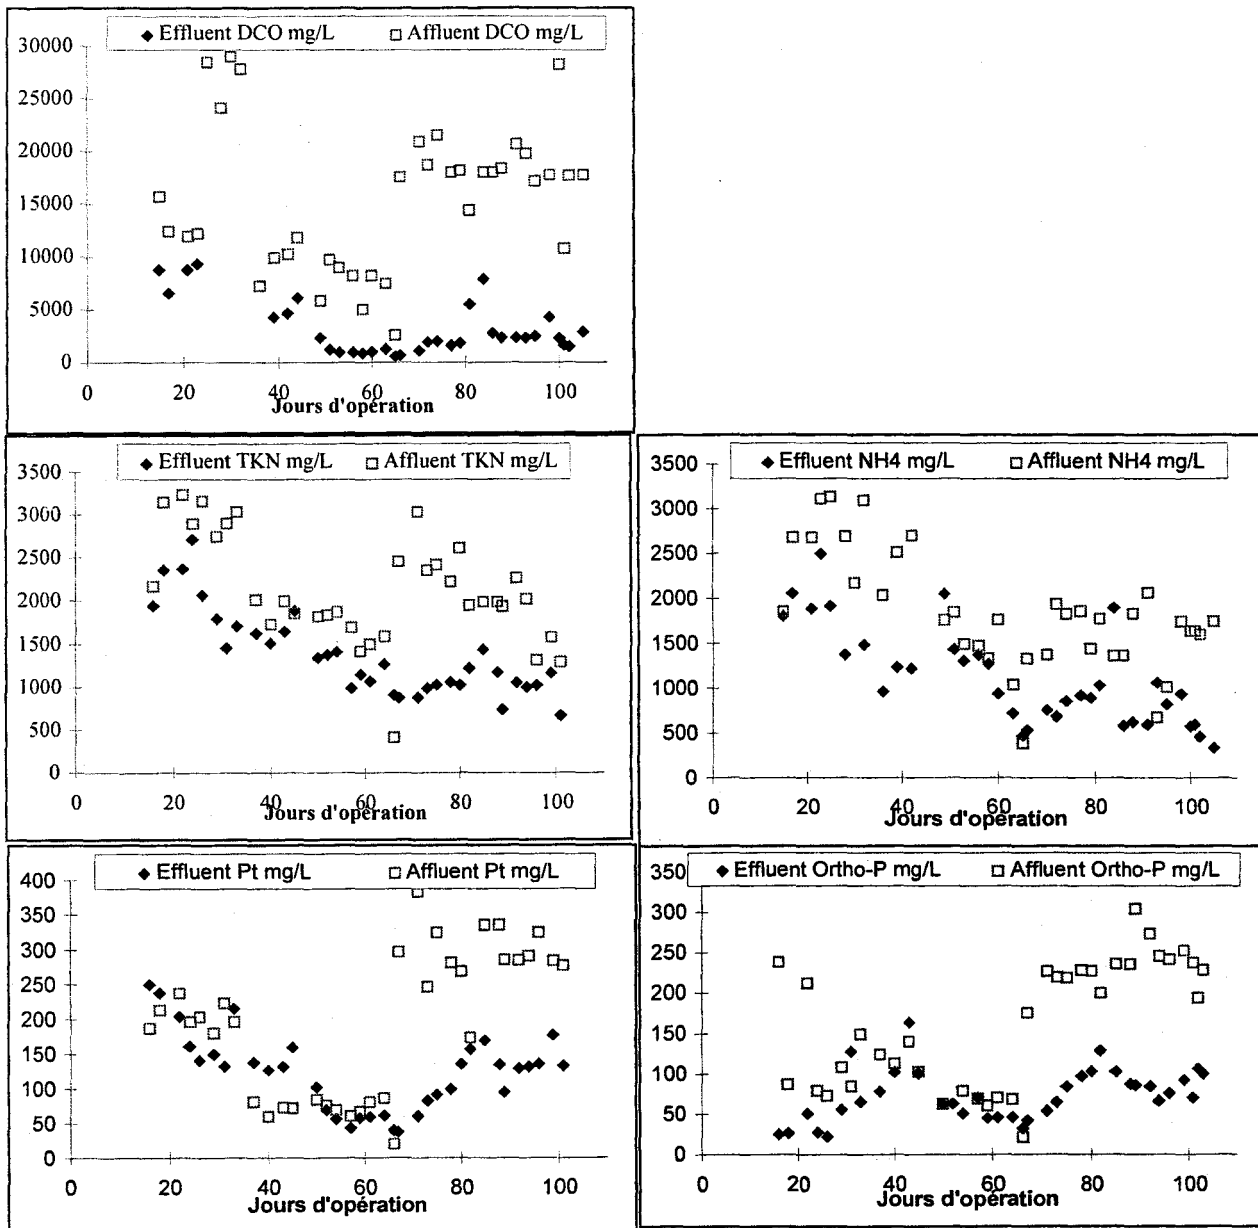 Effluent DCO mg/L Affluent DCO mg/L
30000
25000
20000
15000
10000
5000
0
0 20 40 60 80 100
Jours d'opération
Effluent TKN mg/L Affluent TKN mg/L
3500
3000
2500
2000
1500
1000
500
0
0 20 40 60 80 100
Jours d'opération
Effluent NH4 mg/L Affluent NH4 mg/L
3500
3000
2500
2000
1500
1000
500
0
0 20 40 60 80 100
Jours d'opération
Effluent Pt mg/L Affluent Pt mg/L
400
350
300
250
200
150
100
50
0
0 20 40 60 80 100
Jours d'opération
Effluent Ortho-P mg/L Affluent Ortho-P mg/L
350
300
250
200
150
100
50
0
0 20 40 60 80 100
Jours d'opération